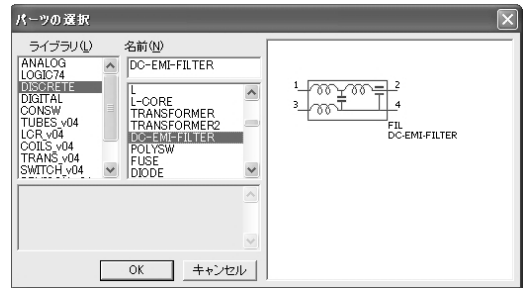 パーツの選択
ライブラリ(L)
ANALOG
LOGIC74
DISCRETE
DIGITAL
CONSW
TUBES_v04
LCR_v04
COILS_v04
TRANS_v04
SWITCH_v04
名前(N)
DC-EMI-FILTER
L
L-CORE
TRANSFORMER
TRANSFORMER2
DC-EMI-FILTER
POLYSW
FUSE
DIODE
1 2
3 4
FIL
DC-EMI-FILTER
OK キャンセル